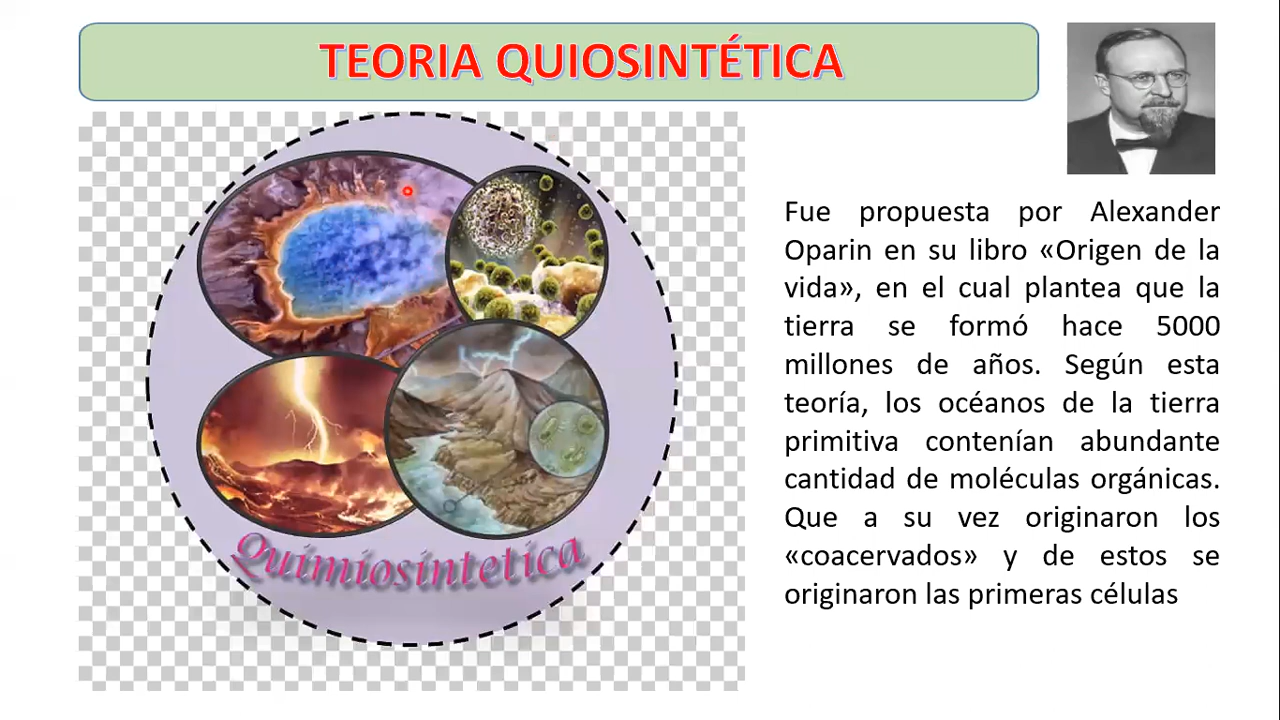 TEORIA QUIOSINTÉTICA
Fue propuesta por Alexander
Oparin en su libro «Origen de la
vida», en el cual plantea que la
tierra se formó hace 5000
millones de años. Según esta
teoría, los océanos de la tierra
primitiva contenían abundante
cantidad de moléculas orgánicas.
Que a su vez originaron los
«coacervados» y de estos se
originaron las primeras células
Quimiosintetica